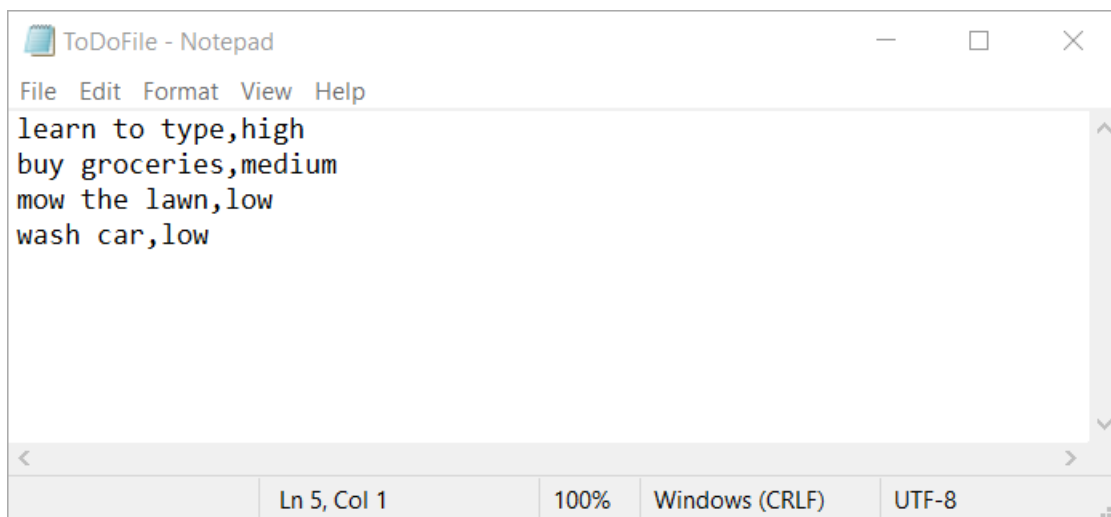 ToDoFile - Notepad
File Edit Format View Help
learn to type,high
buy groceries,medium
mow the lawn,low
wash car,low
Ln 5, Col 1 100% Windows (CRLF) UTF-8